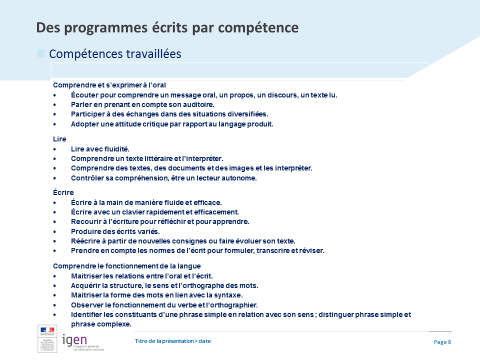 Des programmes écrits par compétence
Compétences travaillées
Comprendre et s'exprimer à l'oral
• Écouter pour comprendre un message oral, un propos, un discours, un texte lu.
• Parler en prenant en compte son auditoire.
• Participer à des échanges dans des situations diversifiées.
• Adopter une attitude critique par rapport au langage produit.
Lire
• Lire avec fluidité.
• Comprendre un texte littéraire et l'interpréter.
• Comprendre des textes, des documents et des images et les interpréter.
• Contrôler sa compréhension, être un lecteur autonome.
Écrire
• Écrire à la main de manière fluide et efficace.
• Écrire avec un clavier rapidement et efficacement.
• Recourir à l'écriture pour réfléchir et pour apprendre.
• Produire des écrits variés.
• Réécrire à partir de nouvelles consignes ou faire évoluer son texte.
• Prendre en compte les normes de l'écrit pour formuler, transcrire et réviser.
Comprendre le fonctionnement de la langue
• Maitriser les relations entre l'oral et l'écrit.
• Acquérir la structure, le sens et l'orthographe des mots.
• Maitriser la forme des mots en lien avec la syntaxe.
• Observer le fonctionnement du verbe et l'orthographier.
• Identifier les constituants d'une phrase simple en relation avec son sens ; distinguer phrase simple et
phrase complexe.
igen
Titre de la présentation > date
Page 8